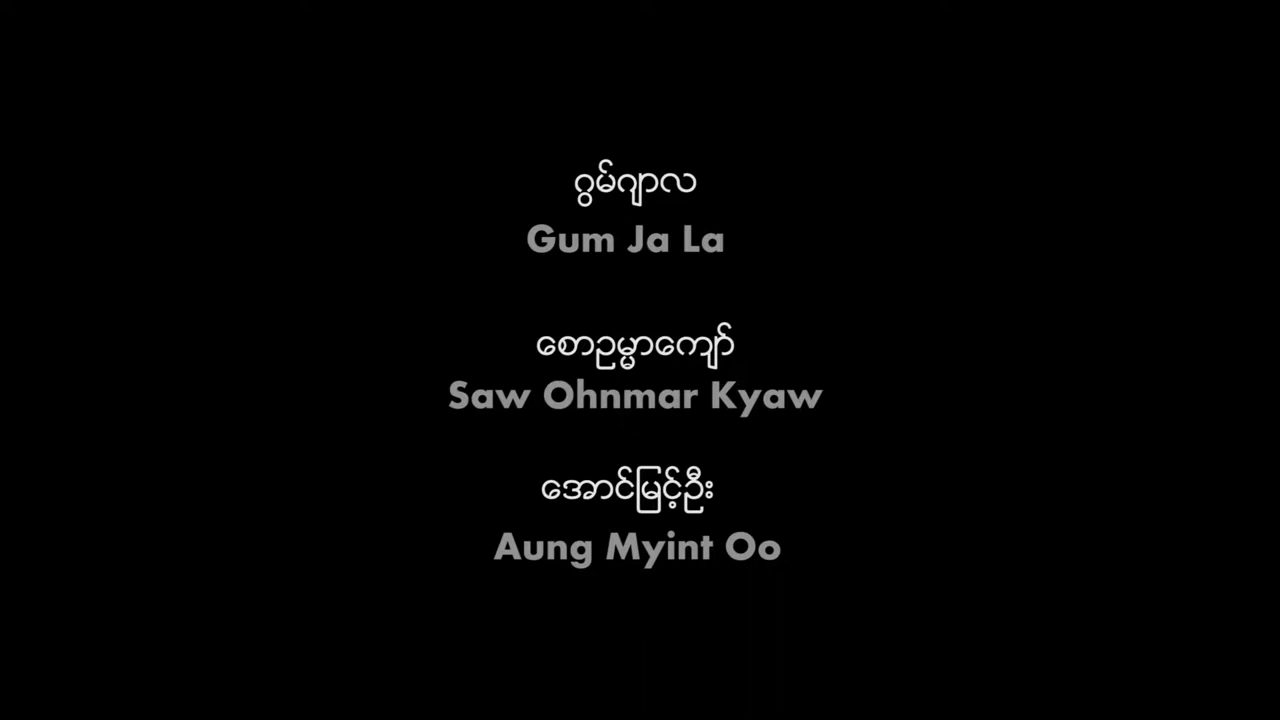 ဂွမ်ဂျာလ
Gum Ja La
စောဥမ္မာကျော်
Saw Ohnmar Kyaw
အောင်မြင့်ဦး
Aung Myint Oo